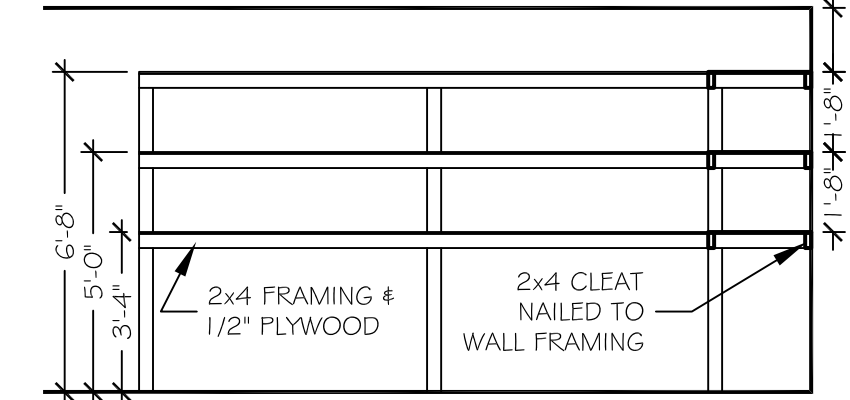 1'-8"
1'-8"
6'-8"
5'-0"
3'-4"
2x4 FRAMING &
1/2" PLYWOOD
2x4 CLEAT
NAILED TO
WALL FRAMING